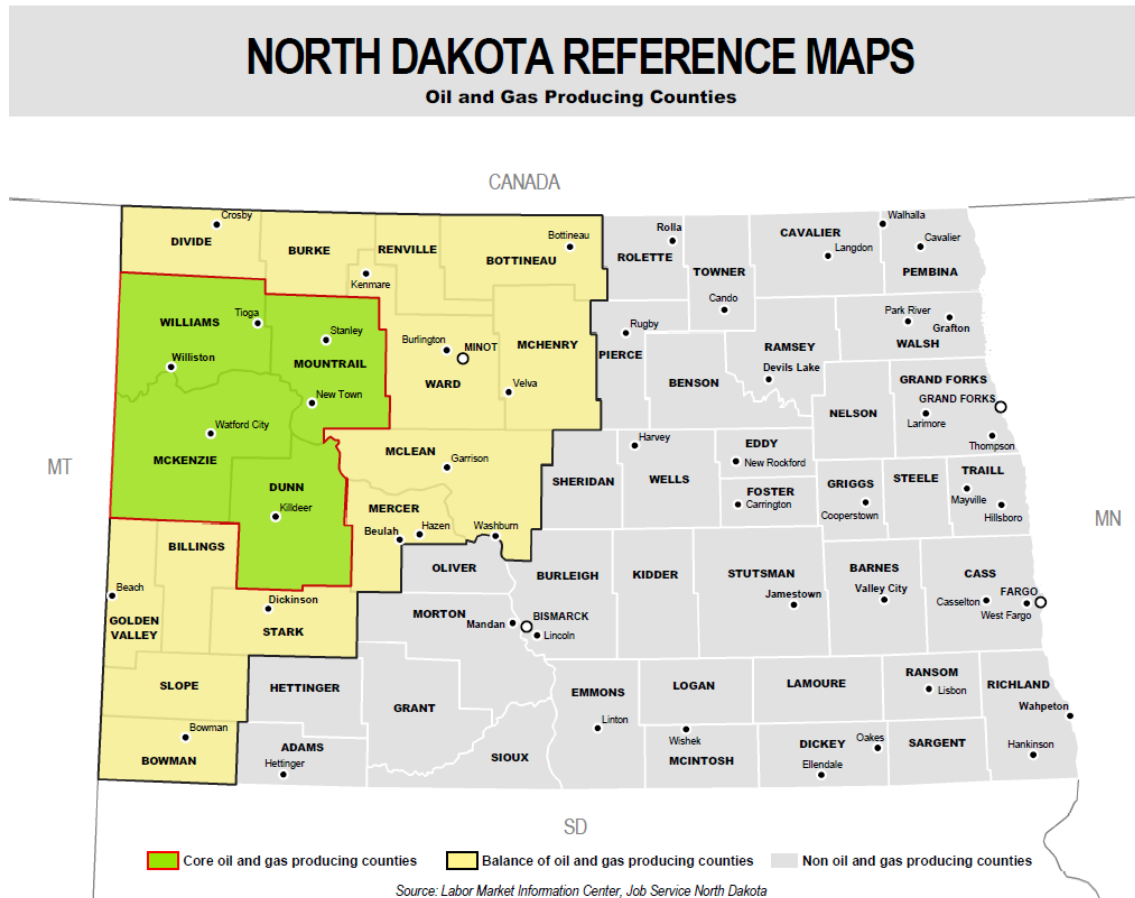 NORTH DAKOTA REFERENCE MAPS
Oil and Gas Producing Counties
CANADA
Crosby
DIVIDE
BURKE
RENVILLE
Bottineau
BOTTINEAU
Kenmare
Rolla
ROLETTE
TOWNER
Cando
CAVALIER
Langdon
Walhalla
Cavalier
PEMBINA
WILLIAMS
Tioga
Williston
Stanley
MOUNTRAIL
New Town
Burlington
MINOT
WARD
MCHENRY
Velva
Rugby
PIERCE
BENSON
RAMSEY
Devils Lake
Park River
Grafton
WALSH
GRAND FORKS
GRAND FORKS
Larimore
Thompson
NELSON
MT
Watford City
MCKENZIE
DUNN
Killdeer
MCLEAN
Garrison
MERCER
Beulah
Hazen
Washburn
SHERIDAN
Harvey
WELLS
EDDY
New Rockford
FOSTER
Carrington
GRIGGS
Cooperstown
STEELE
TRAILL
Mayville
Hillsboro
MN
BILLINGS
Beach
GOLDEN
VALLEY
Dickinson
STARK
OLIVER
MORTON
Mandan
BISMARCK
Lincoln
BURLEIGH
KIDDER
STUTSMAN
Jamestown
BARNES
Valley City
CASS
Casselton
FARGO
West Fargo
SLOPE
Bowman
BOWMAN
HETTINGER
ADAMS
Hettinger
GRANT
SIOUX
EMMONS
Linton
LOGAN
Wishek
MCINTOSH
LAMOURE
DICKEY
Oakes
Ellendale
RANSOM
Lisbon
SARGENT
RICHLAND
Wahpeton
Hankinson
SD
Core oil and gas producing counties
Balance of oil and gas producing counties
Non oil and gas producing counties
Source: Labor Market Information Center, Job Service North Dakota